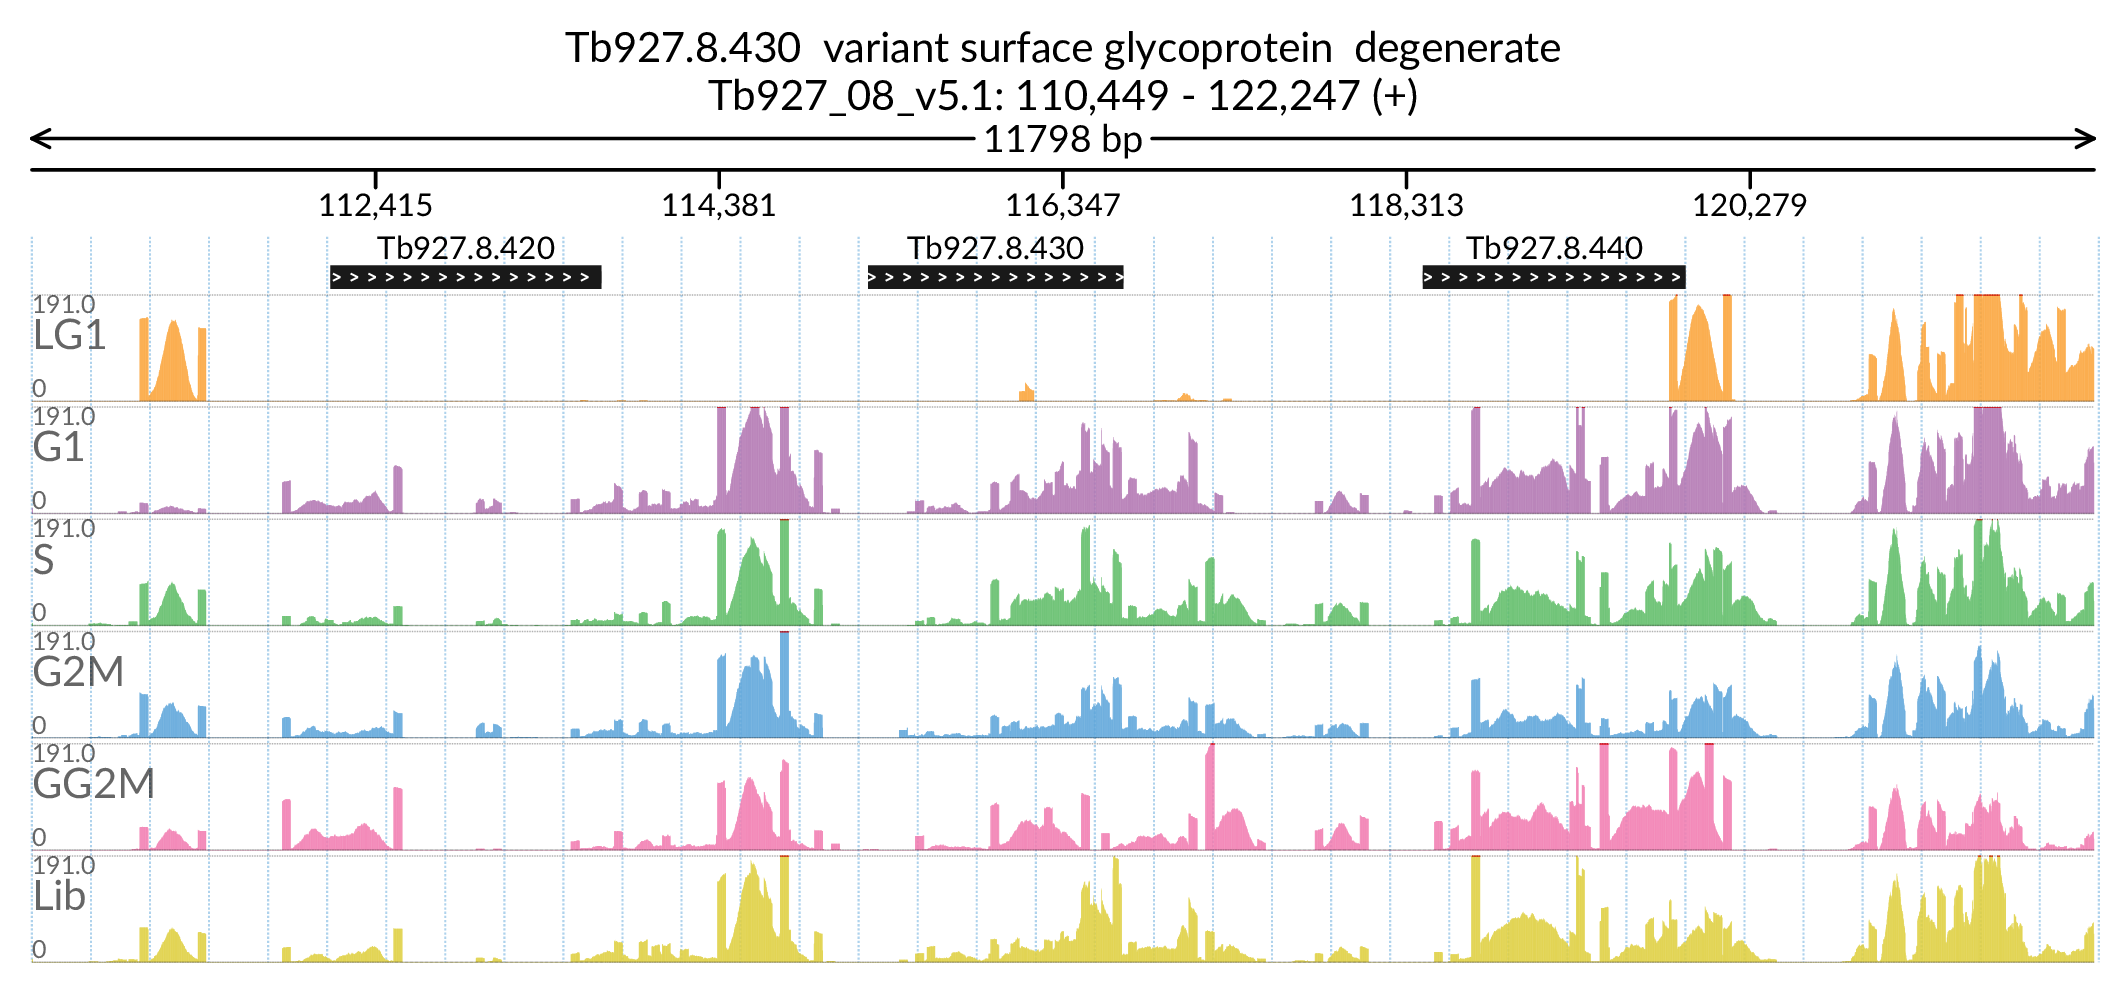 Tb927.8.430 variant surface glycoprotein degenerate
Tb927_08_v5.1: 110,449 - 122,247 (+)
11798 bp
112,415 114,381 116,347 118,313 120,279
Tb927.8.420 Tb927.8.430 Tb927.8.440
191.0
LG1
0
191.0
G1
0
191.0
S
0
191.0
G2M
0
191.0
GG2M
0
191.0
Lib
0